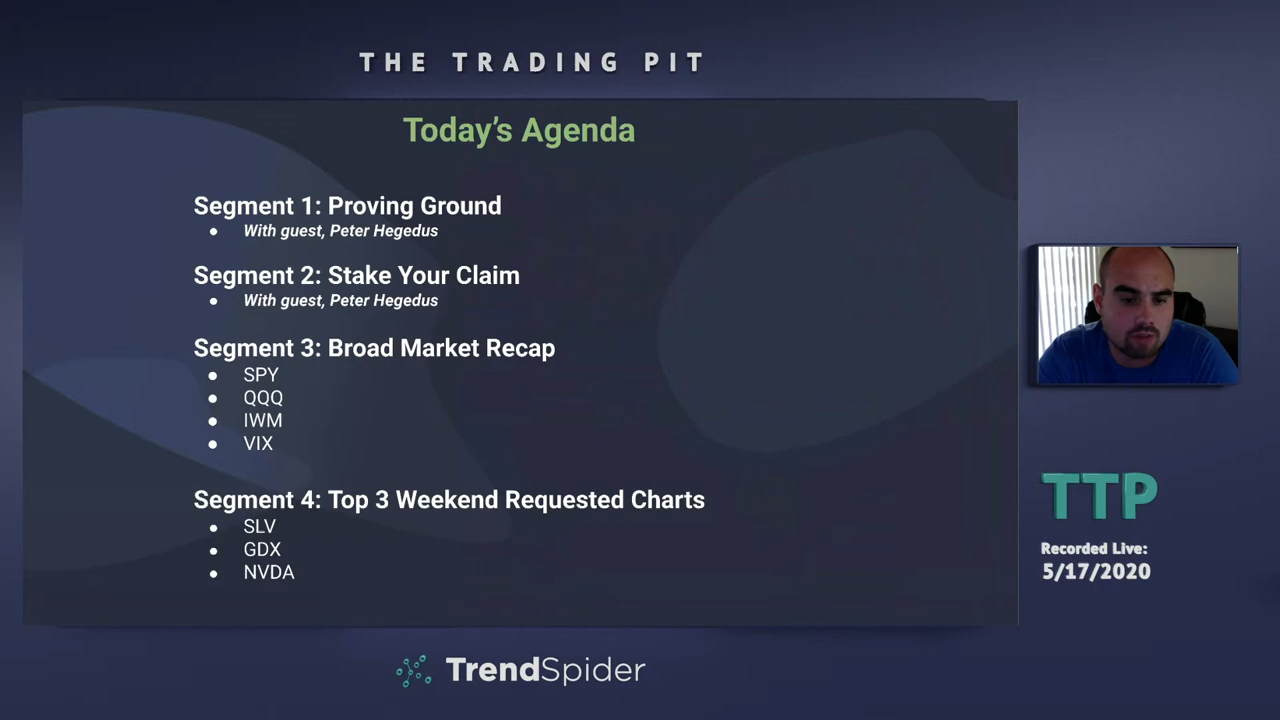 THE TRADING PIT
Today's Agenda
Segment 1: Proving Ground
● With guest, Peter Hegedus
Segment 2: Stake Your Claim
● With guest, Peter Hegedus
Segment 3: Broad Market Recap
● SPY
● QQQ
● IWM
● VIX
Segment 4: Top 3 Weekend Requested Charts
● SLV
● GDX
● NVDA
TTP
Recorded Live:
5/17/2020
TrendSpider